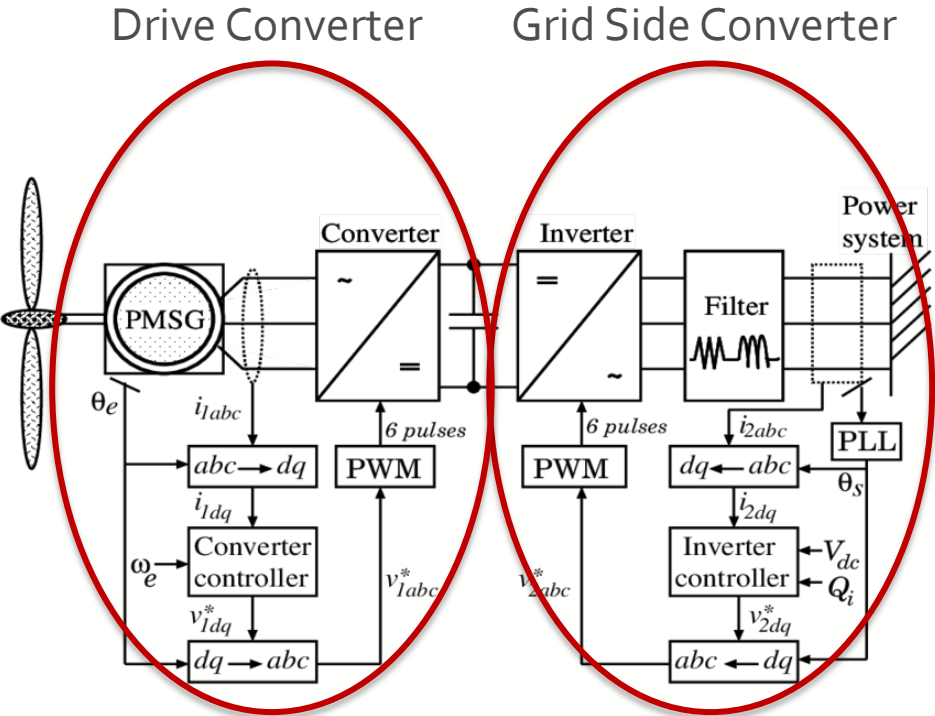 Drive Converter
Grid Side Converter
Power
system
Converter
Inverter
PMSG
~
=
=
~
Filter
θe
i1abc
6 pulses
6 pulses
i2abc
PLL
abc → dq
PWM
PWM
dq ← abc
θs
i1dq
i2dq
ωe
Converter
controller
v*1abc
v*2abc
Inverter
controller
Vdc
Qi
v*1dq
v*2dq
dq → abc
abc ← dq